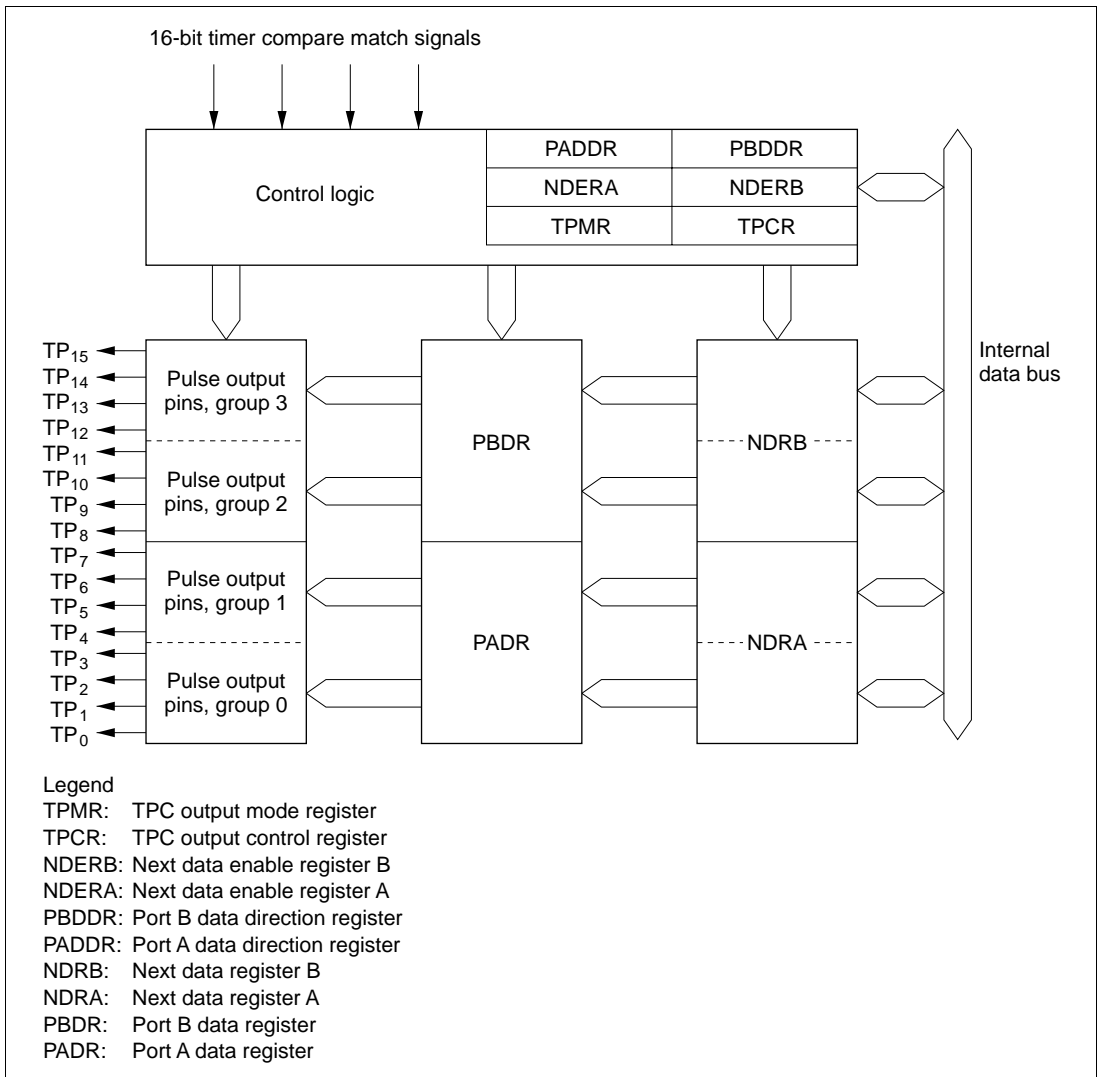 16-bit timer compare match signals
Control logic
PADDR PBDDR
NDERA NDERB
TPMR TPCR
Internal
data bus
TP15
TP14
TP13
TP12
TP11
TP10
TP9
TP8
TP7
TP6
TP5
TP4
TP3
TP2
TP1
TP0
Pulse output
pins, group 3
Pulse output
pins, group 2
Pulse output
pins, group 1
Pulse output
pins, group 0
PBDR
PADR
NDRB
NDRA
Legend
TPMR: TPC output mode register
TPCR: TPC output control register
NDERB: Next data enable register B
NDERA: Next data enable register A
PBDDR: Port B data direction register
PADDR: Port A data direction register
NDRB: Next data register B
NDRA: Next data register A
PBDR: Port B data register
PADR: Port A data register